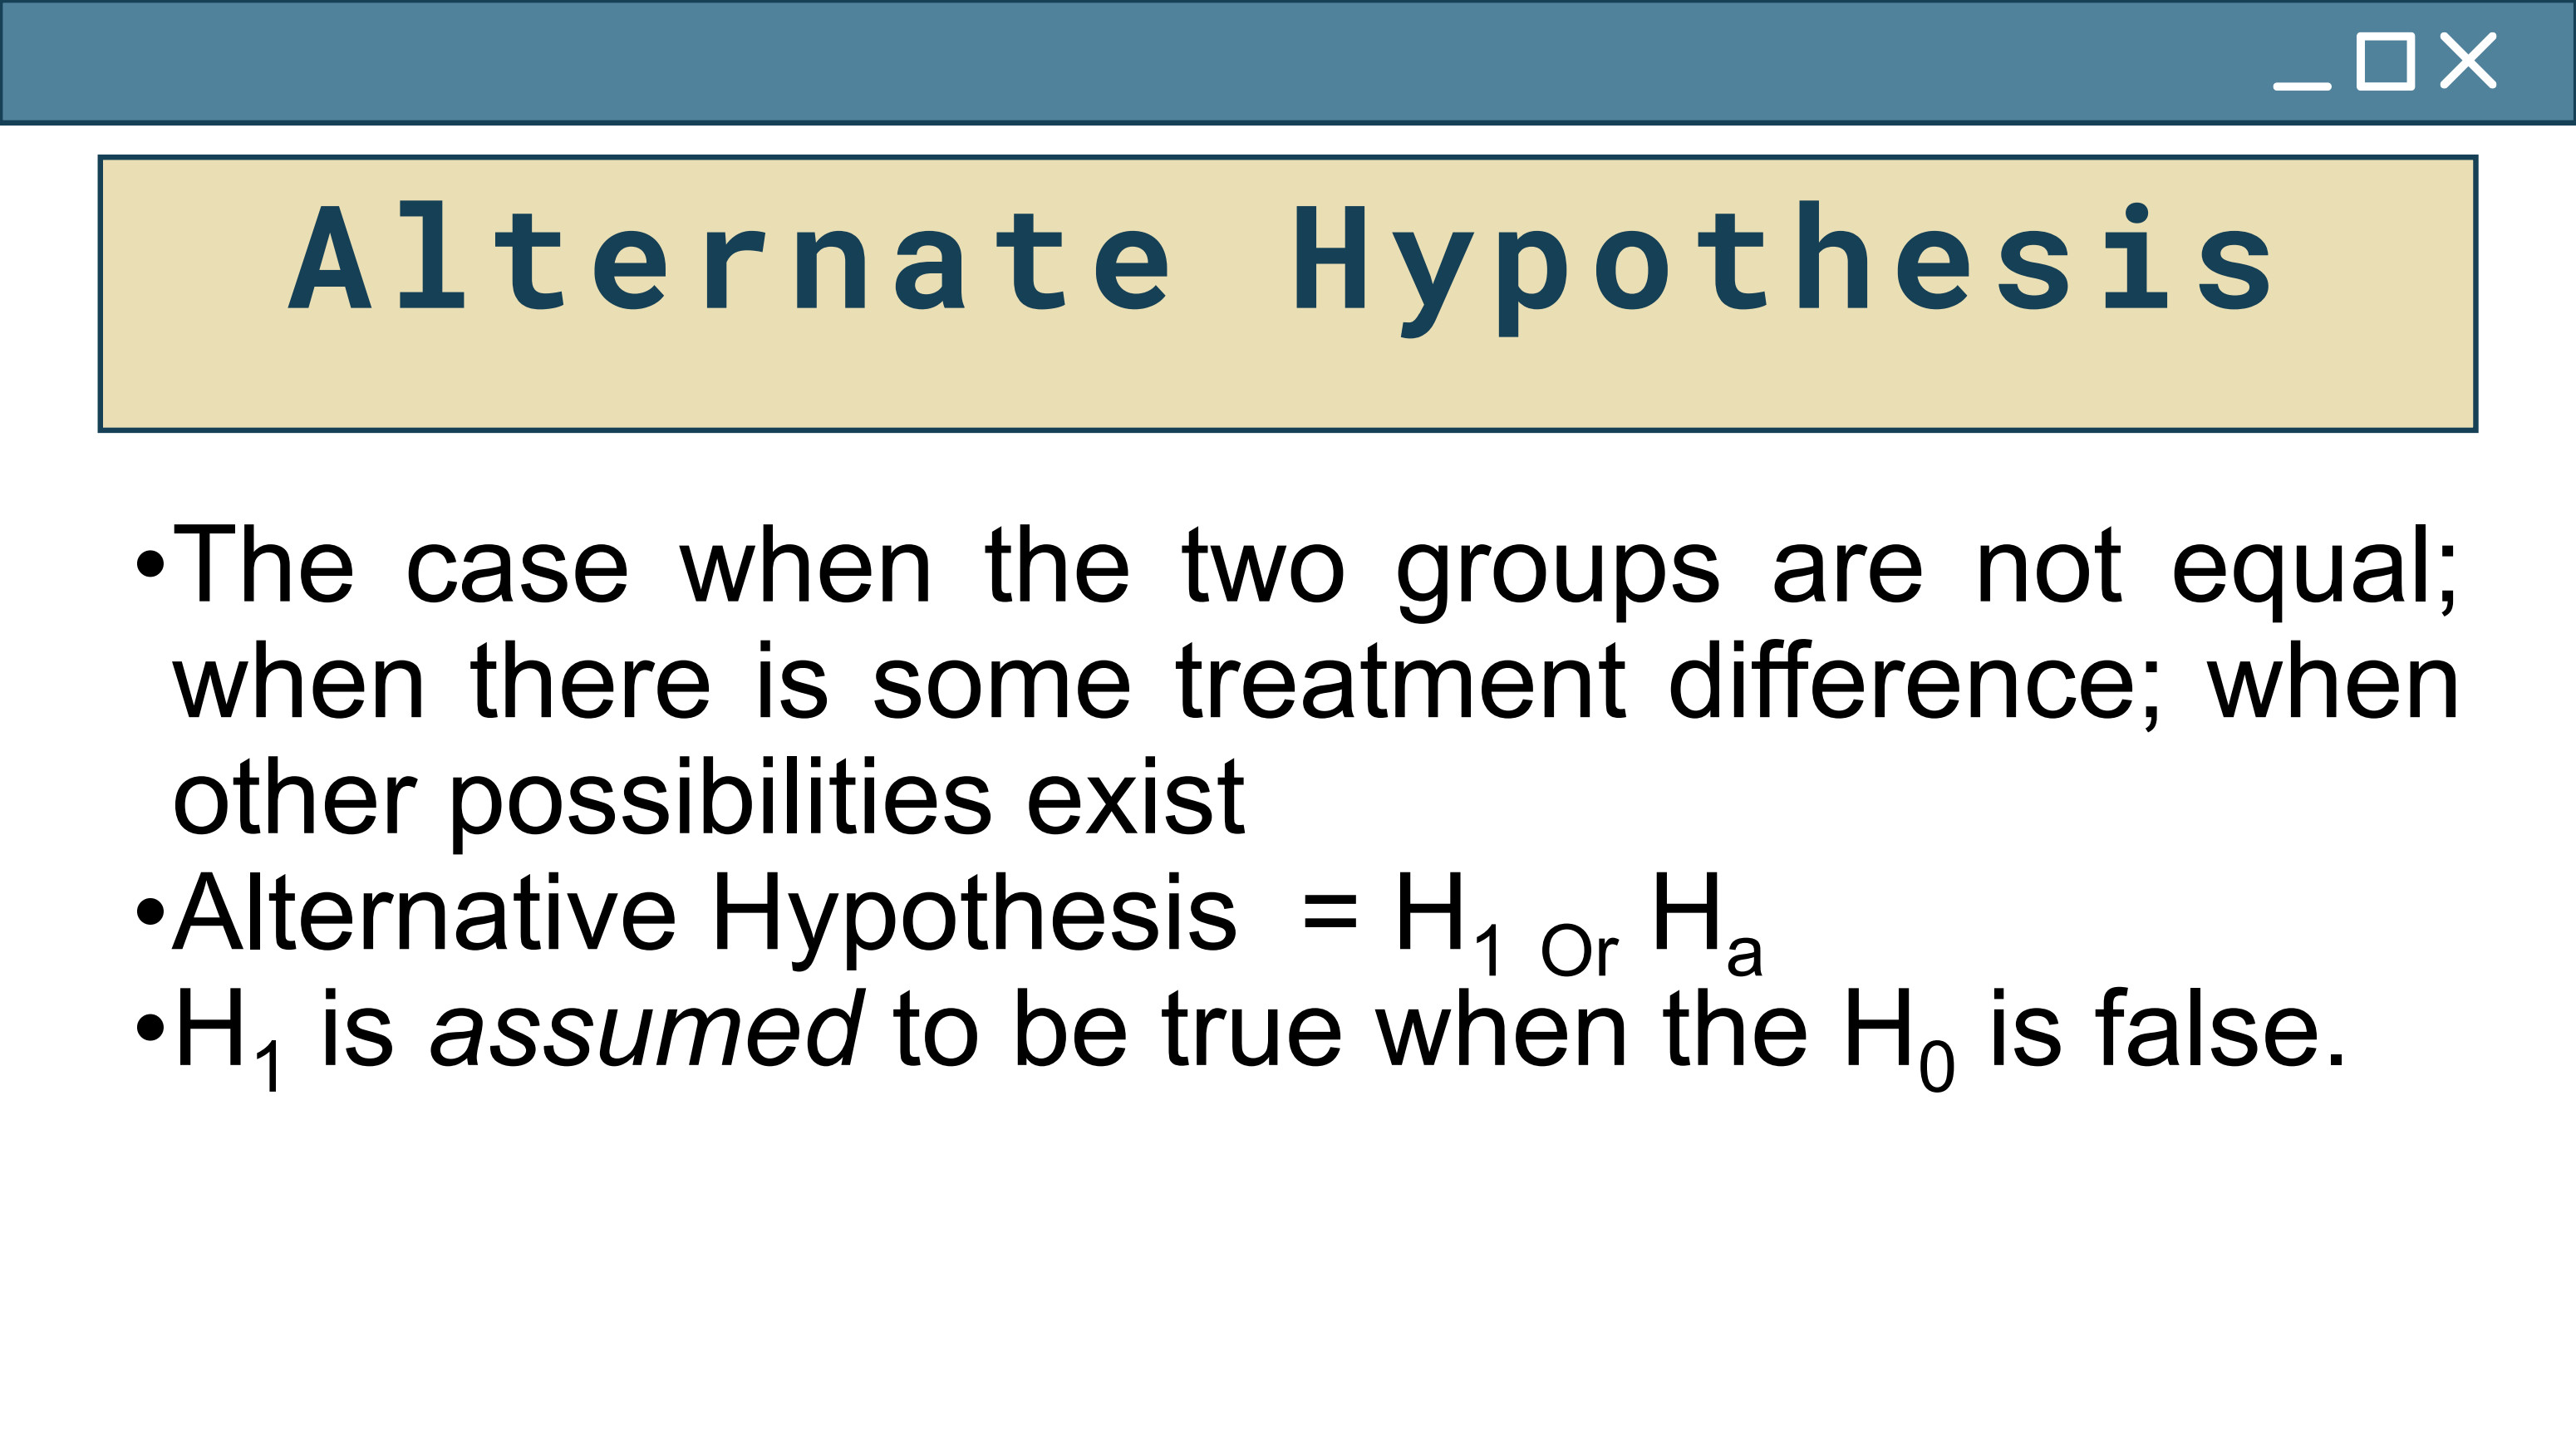 Alternate Hypothesis
•The case when the two groups are not equal;
when there is some treatment difference; when
other possibilities exist
•Alternative Hypothesis = H₁ Or Hₐ
•H₁ is assumed to be true when the H₀ is false.